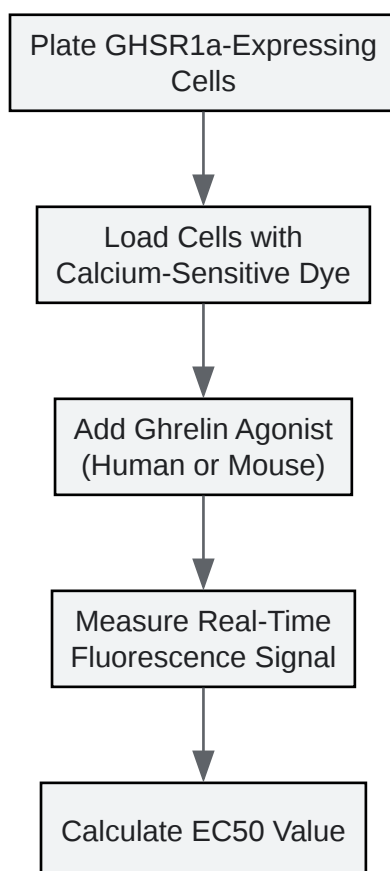 Plate GHSR1a-Expressing
Cells
Load Cells with
Calcium-Sensitive Dye
Add Ghrelin Agonist
(Human or Mouse)
Measure Real-Time
Fluorescence Signal
Calculate EC50 Value